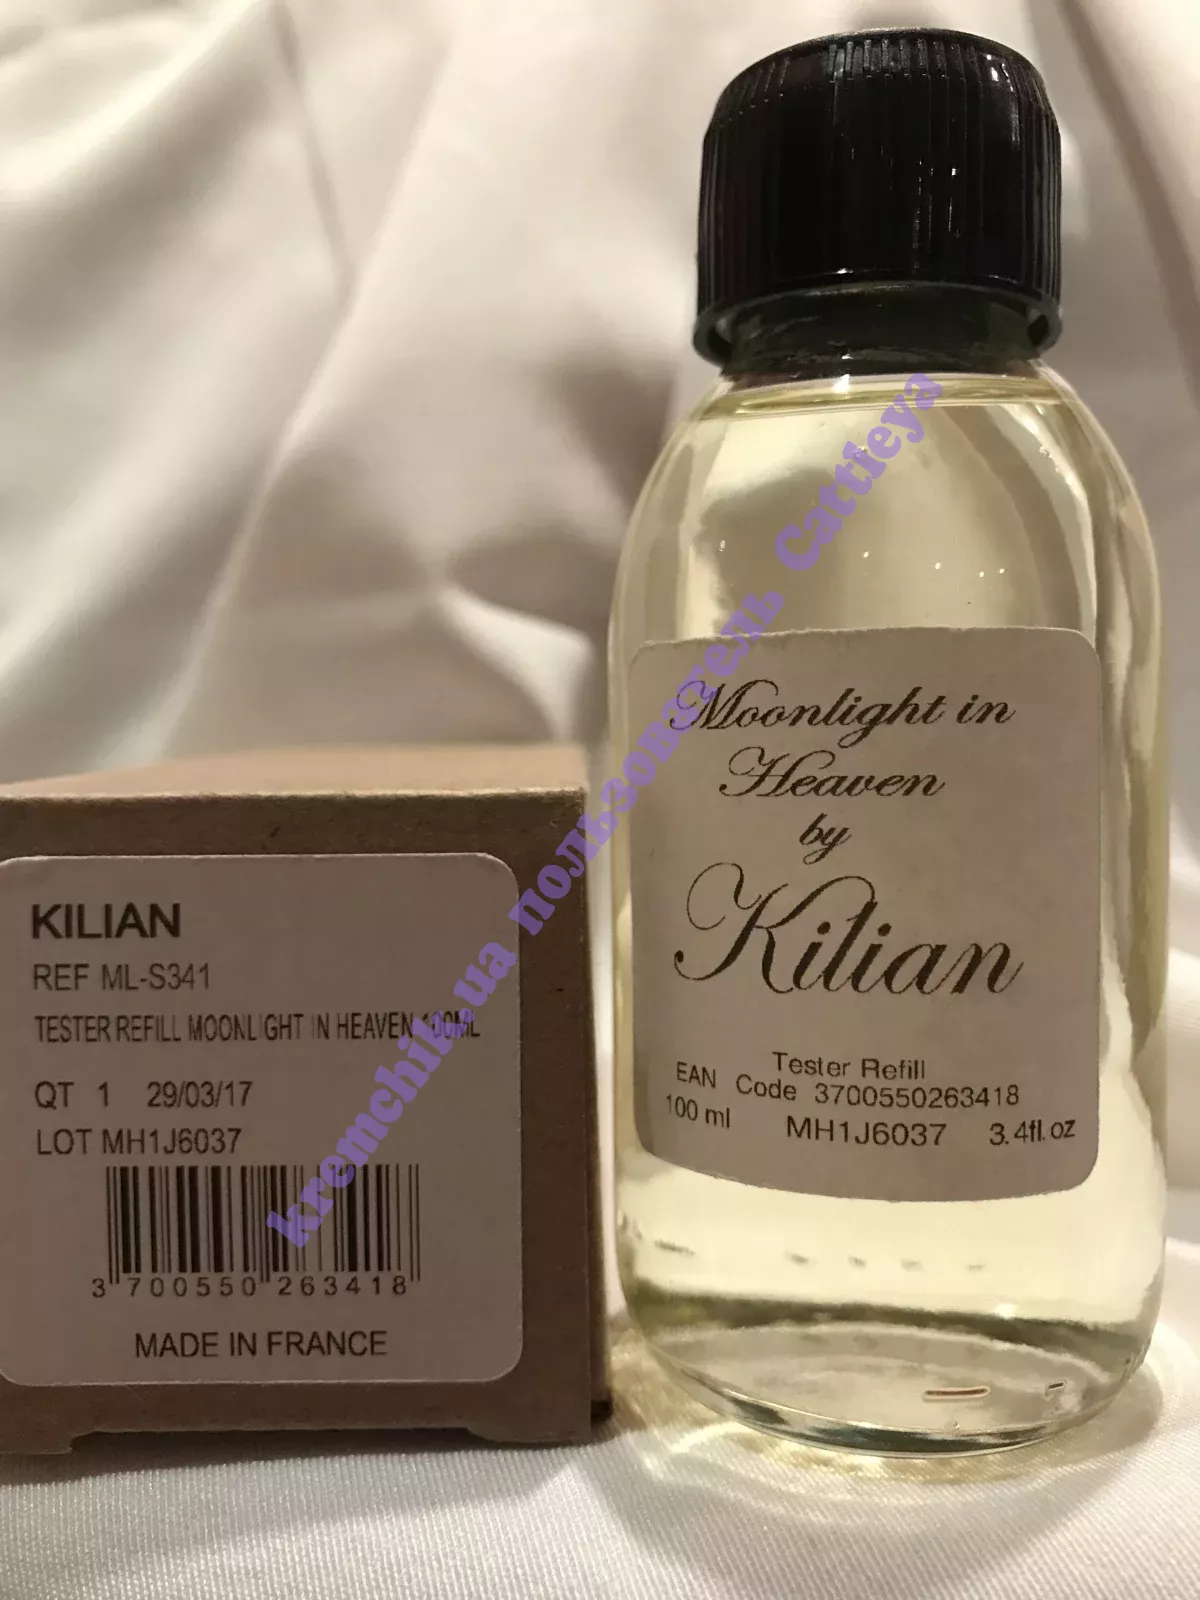 KILIAN
REF ML-S341
TESTER REFILL MOONLIGHT IN HEAVEN 100ML
QT 1 29/03/17
LOT MH1J6037
3 700550 263418
MADE IN FRANCE
Moonlight in
Heaven
by
Kilian
Tester Refill
EAN Code 3700550263418
100 ml MH1J6037 3.4fl.oz
kremchik.ua пользователь Cattleya